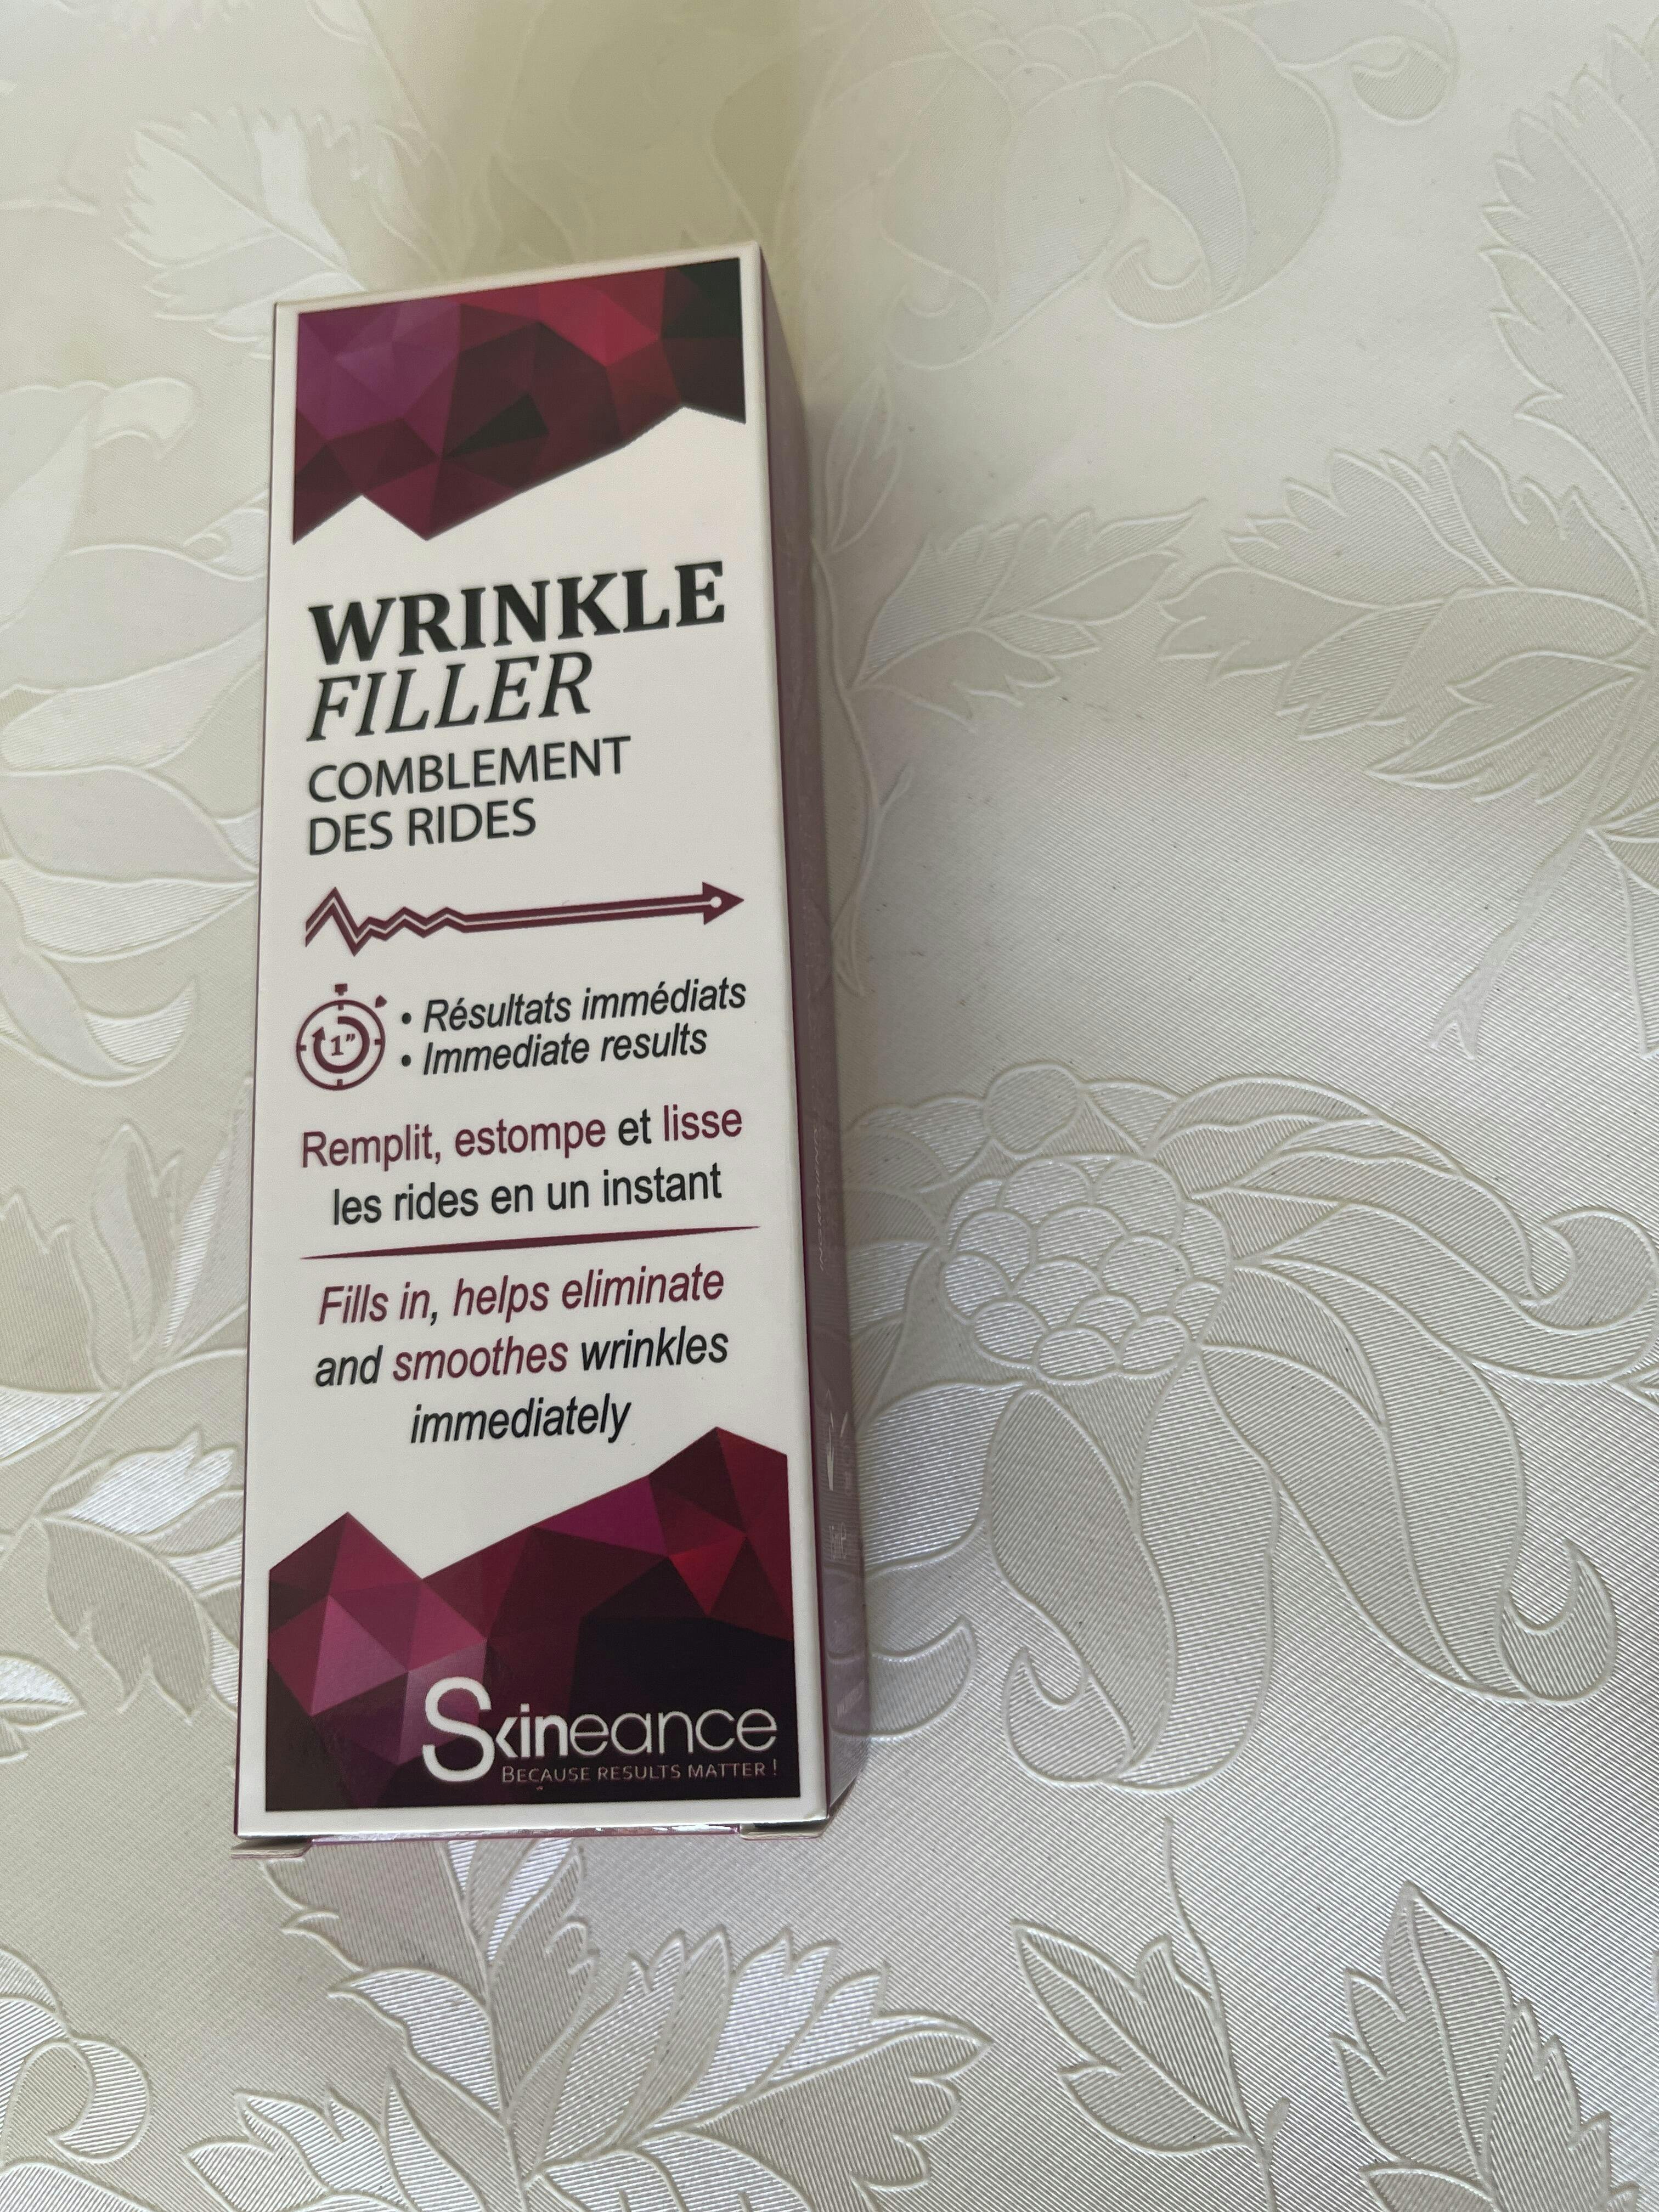 WRINKLE
FILLER
COMBLEMENT
DES RIDES
1"
• Résultats immédiats
• Immediate results
Remplit, estompe et lisse
les rides en un instant
Fills in, helps eliminate
and smoothes wrinkles
immediately
Skineance
BECAUSE RESULTS MATTER !